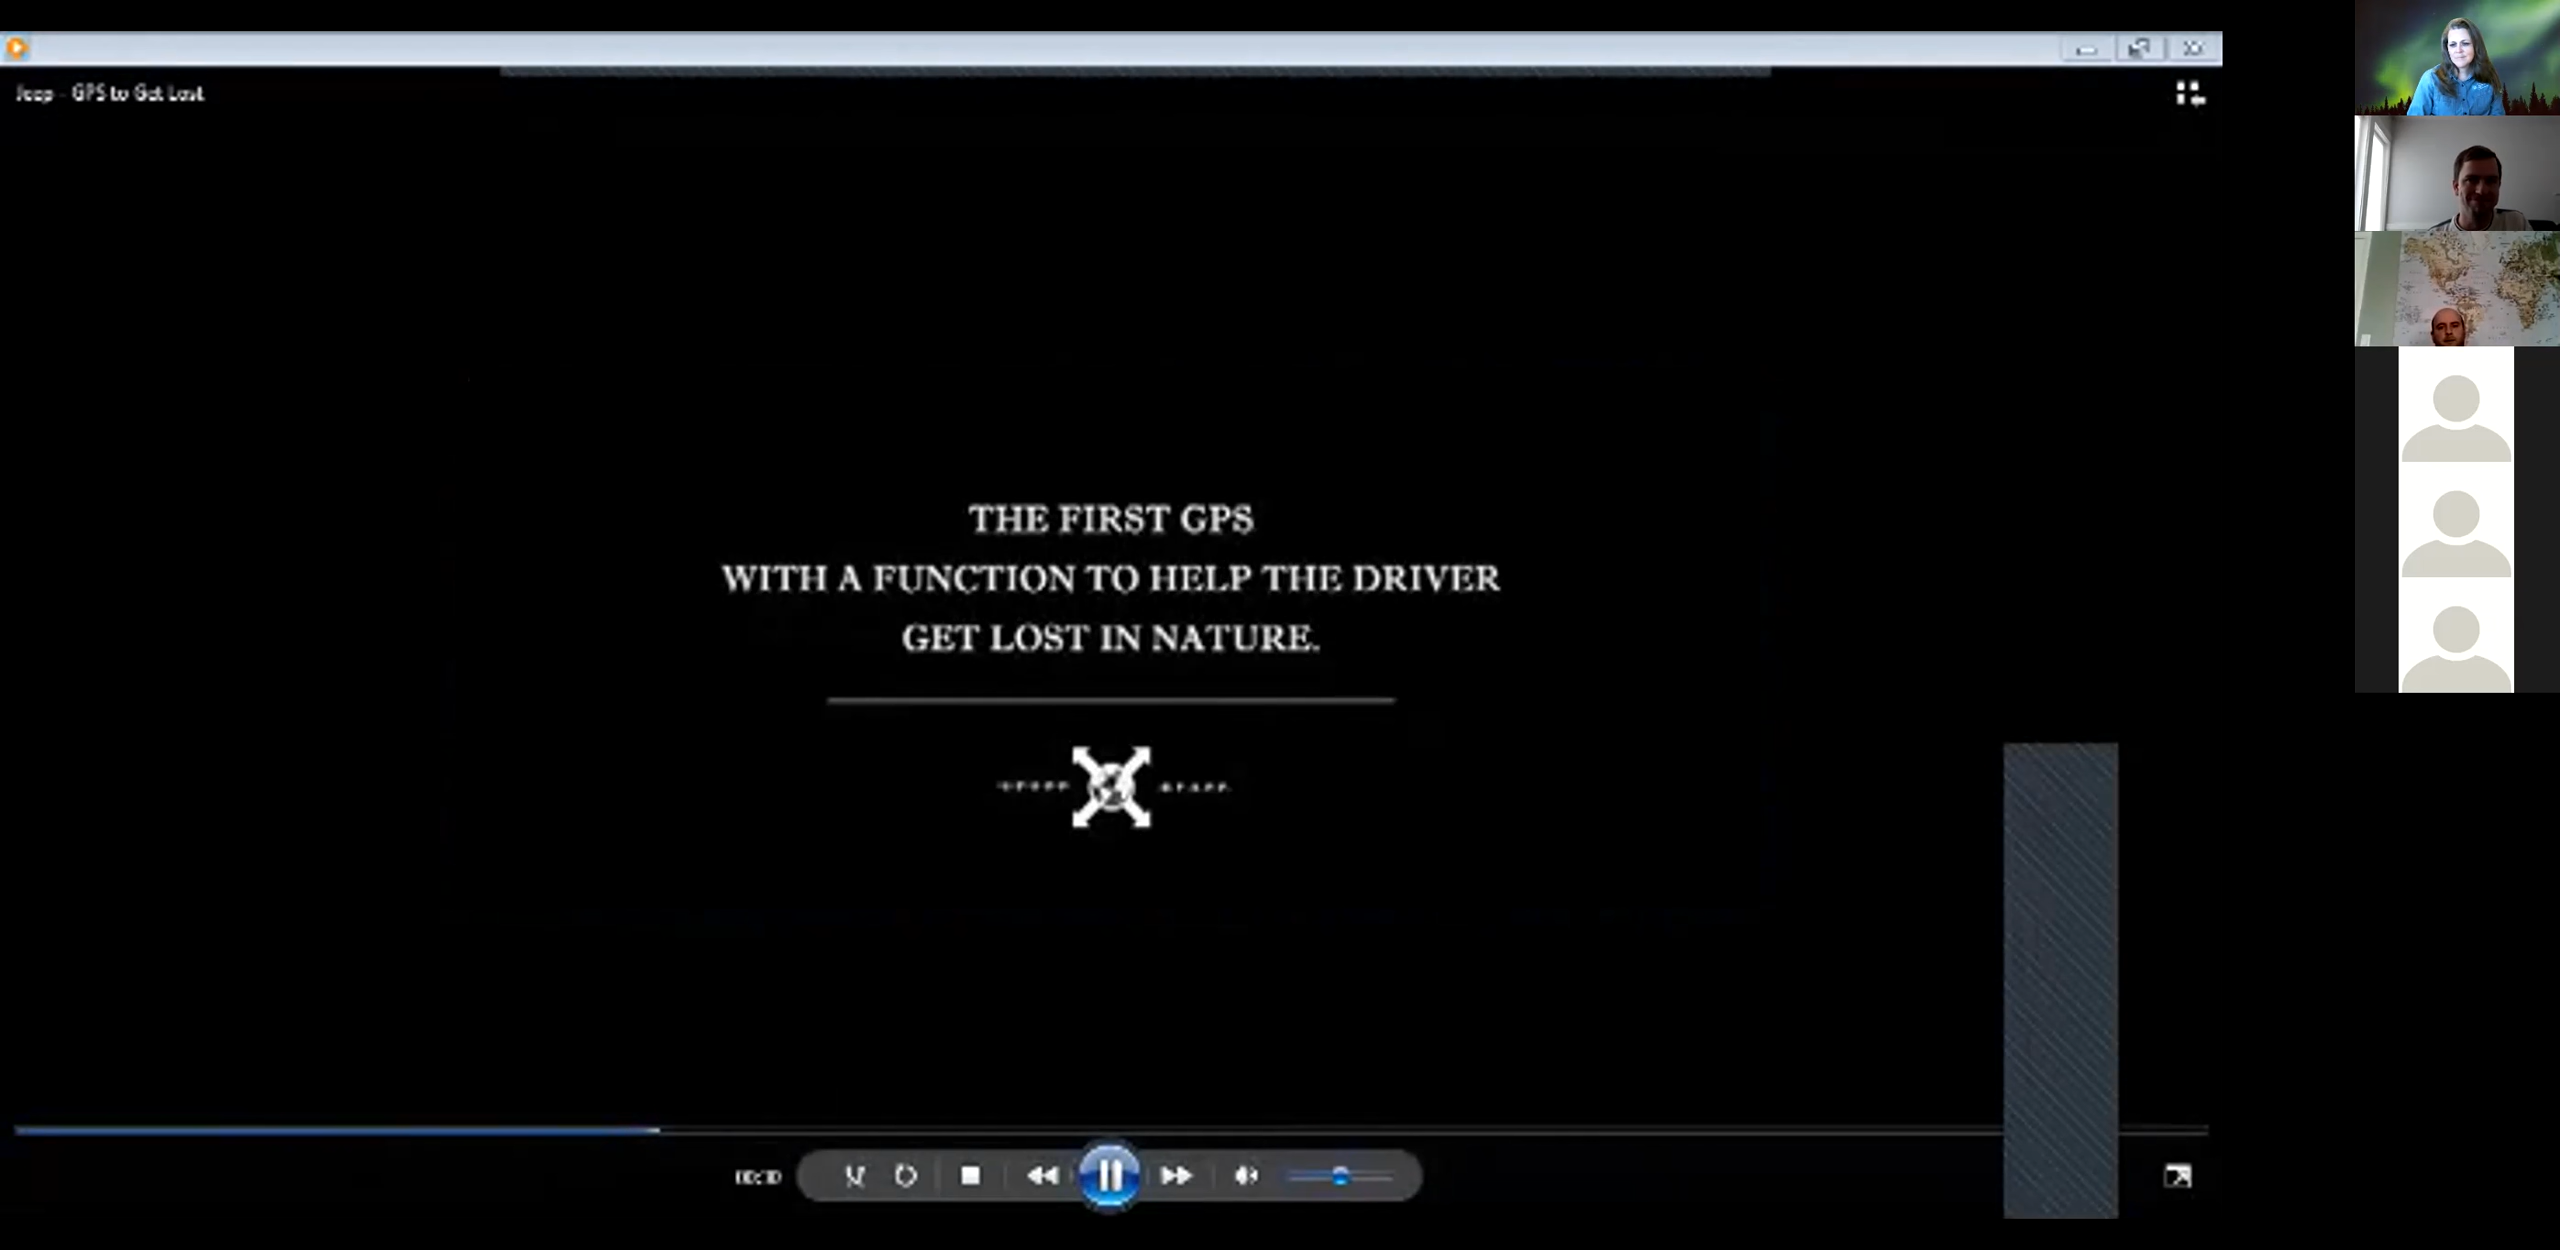 Jeep - GPS to Get Lost
THE FIRST GPS
WITH A FUNCTION TO HELP THE DRIVER
GET LOST IN NATURE.